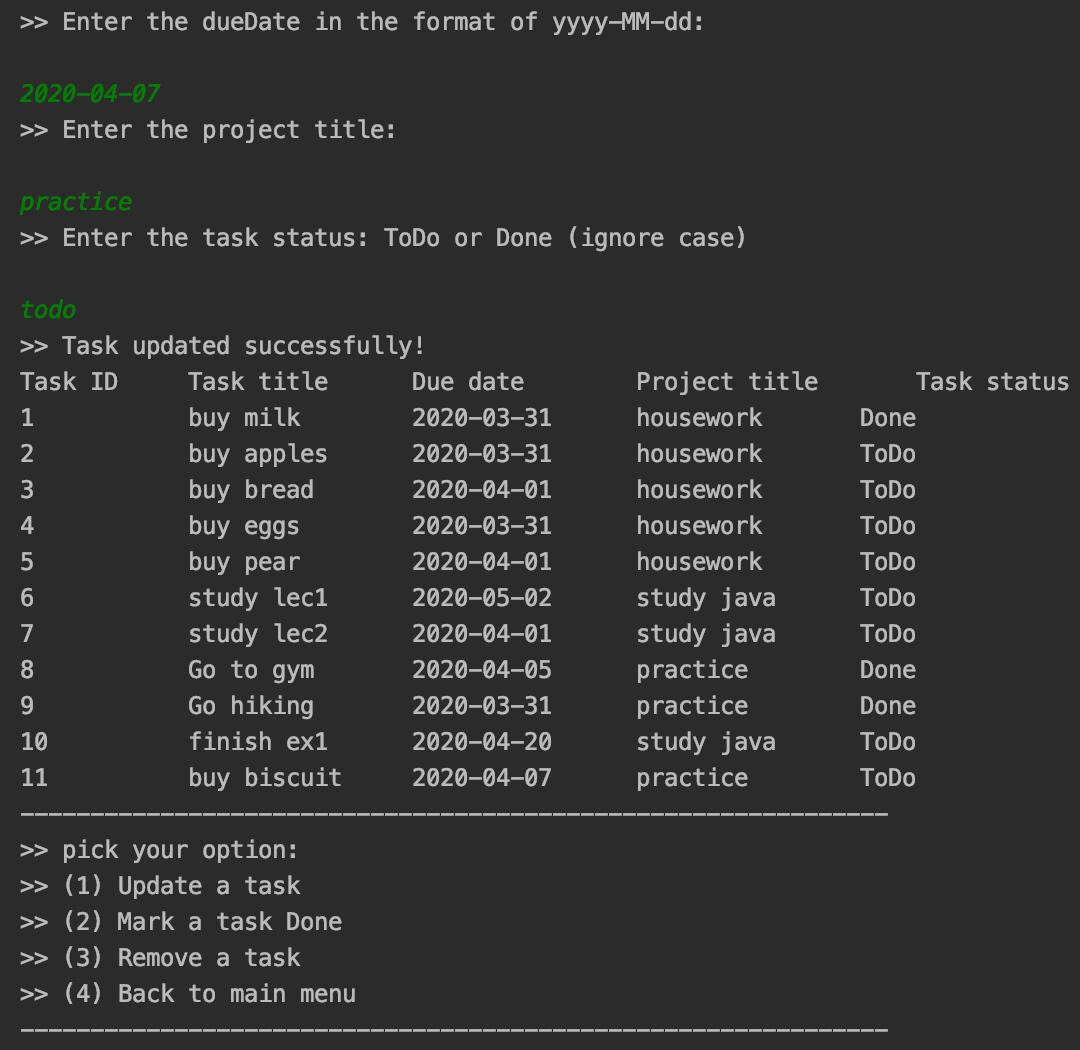 >> Enter the dueDate in the format of yyyy-MM-dd:
2020-04-07
>> Enter the project title:
practice
>> Enter the task status: ToDo or Done (ignore case)
todo
>> Task updated successfully!
Task ID     Task title      Due date        Project title       Task status
1           buy milk        2020-03-31      housework       Done
2           buy apples      2020-03-31      housework       ToDo
3           buy bread       2020-04-01      housework       ToDo
4           buy eggs        2020-03-31      housework       ToDo
5           buy pear        2020-04-01      housework       ToDo
6           study lec1      2020-05-02      study java      ToDo
7           study lec2      2020-04-01      study java      ToDo
8           Go to gym       2020-04-05      practice        Done
9           Go hiking       2020-03-31      practice        Done
10          finish ex1      2020-04-20      study java      ToDo
11          buy biscuit     2020-04-07      practice        ToDo
--------------------------------------------------------------
>> pick your option:
>> (1) Update a task
>> (2) Mark a task Done
>> (3) Remove a task
>> (4) Back to main menu
--------------------------------------------------------------